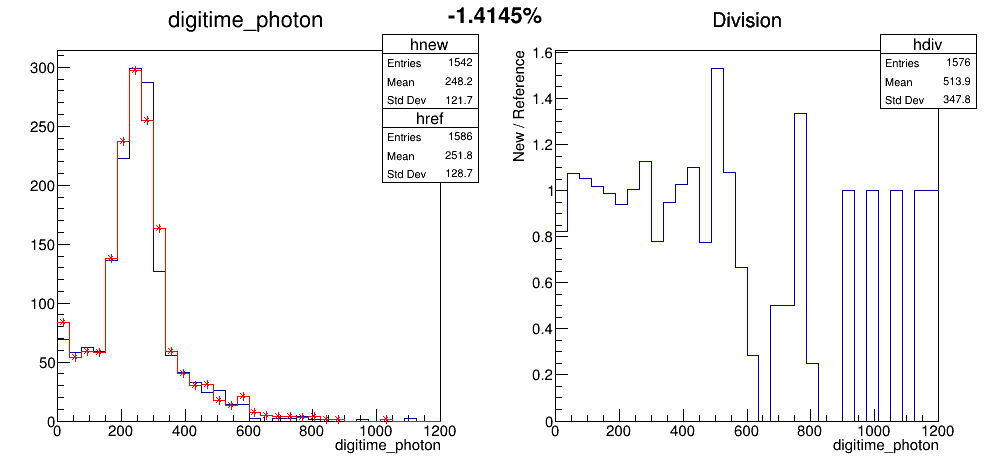 -1.4145%
digitime_photon
hnew
Entries 1542
Mean 248.2
Std Dev 121.7
href
Entries 1586
Mean 251.8
Std Dev 128.7
300
250
200
150
100
50
0
0 200 400 600 800 1000 1200
digitime_photon
Division
hdiv
Entries 1576
Mean 513.9
Std Dev 347.8
New / Reference
1.6
1.4
1.2
1
0.8
0.6
0.4
0.2
0
0 200 400 600 800 1000 1200
digitime_photon